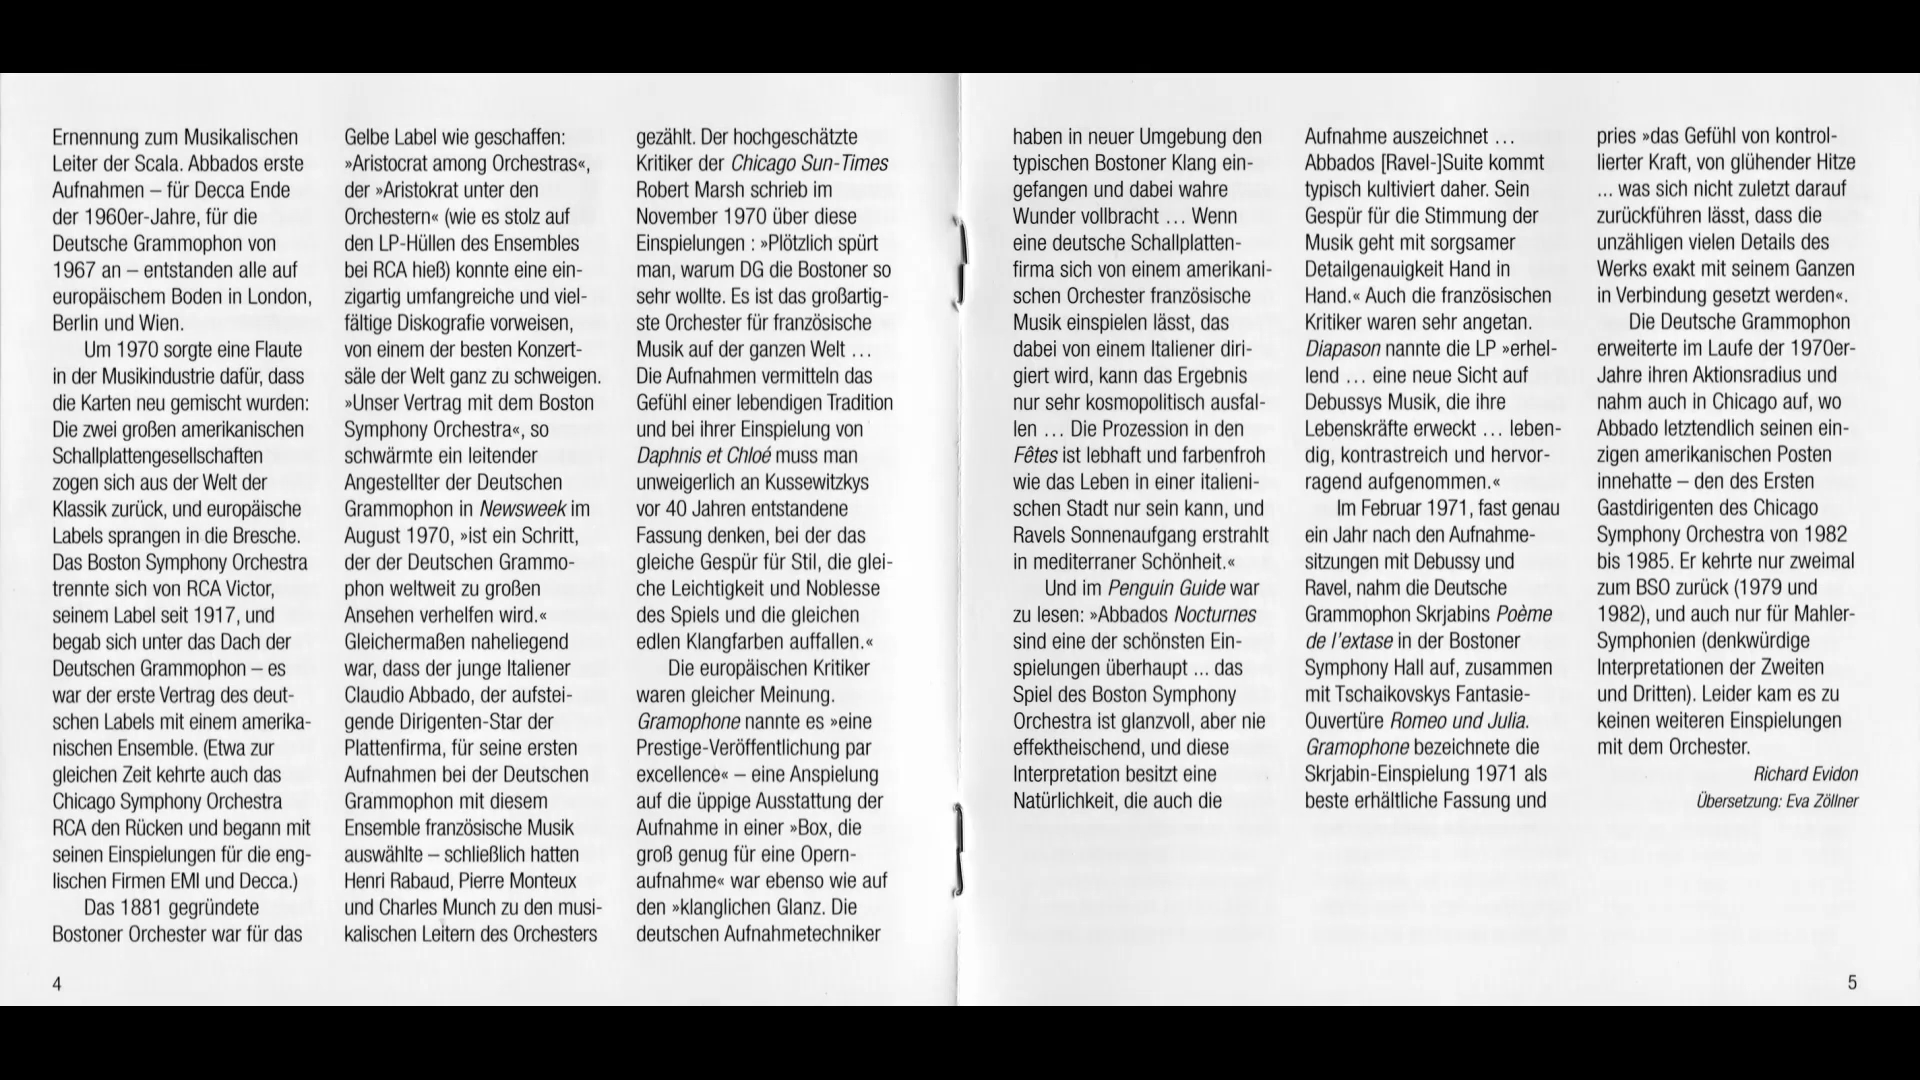 Ernennung zum Musikalischen
Leiter der Scala. Abbados erste
Aufnahmen – für Decca Ende
der 1960er-Jahre, für die
Deutsche Grammophon von
1967 an – entstanden alle auf
europäischem Boden in London,
Berlin und Wien.
Um 1970 sorgte eine Flaute
in der Musikindustrie dafür, dass
die Karten neu gemischt wurden:
Die zwei großen amerikanischen
Schallplattengesellschaften
zogen sich aus der Welt der
Klassik zurück, und europäische
Labels sprangen in die Bresche.
Das Boston Symphony Orchestra
trennte sich von RCA Victor,
seinem Label seit 1917, und
begab sich unter das Dach der
Deutschen Grammophon – es
war der erste Vertrag des deut-
schen Labels mit einem amerika-
nischen Ensemble. (Etwa zur
gleichen Zeit kehrte auch das
Chicago Symphony Orchestra
RCA den Rücken und begann mit
seinen Einspielungen für die eng-
lischen Firmen EMI und Decca.)
Das 1881 gegründete
Bostoner Orchester war für das
Gelbe Label wie geschaffen:
»Aristocrat among Orchestras«,
der »Aristokrat unter den
Orchestern« (wie es stolz auf
den LP-Hüllen des Ensembles
bei RCA hieß) konnte eine ein-
zigartig umfangreiche und viel-
fältige Diskografie vorweisen,
von einem der besten Konzert-
säle der Welt ganz zu schweigen.
»Unser Vertrag mit dem Boston
Symphony Orchestra«, so
schwärmte ein leitender
Angestellter der Deutschen
Grammophon in Newsweek im
August 1970, »ist ein Schritt,
der der Deutschen Grammo-
phon weltweit zu großen
Ansehen verhelfen wird.«
Gleichermaßen naheliegend
war, dass der junge Italiener
Claudio Abbado, der aufstei-
gende Dirigenten-Star der
Plattenfirma, für seine ersten
Aufnahmen bei der Deutschen
Grammophon mit diesem
Ensemble französische Musik
auswählte – schließlich hatten
Henri Rabaud, Pierre Monteux
und Charles Munch zu den musi-
kalischen Leitern des Orchesters
gezählt. Der hochgeschätzte
Kritiker der Chicago Sun-Times
Robert Marsh schrieb im
November 1970 über diese
Einspielungen : »Plötzlich spürt
man, warum DG die Bostoner so
sehr wollte. Es ist das großartig-
ste Orchester für französische
Musik auf der ganzen Welt …
Die Aufnahmen vermitteln das
Gefühl einer lebendigen Tradition
und bei ihrer Einspielung von
Daphnis et Chloé muss man
unweigerlich an Kussewitzkys
vor 40 Jahren entstandene
Fassung denken, bei der das
gleiche Gespür für Stil, die glei-
che Leichtigkeit und Noblesse
des Spiels und die gleichen
edlen Klangfarben auffallen.«
Die europäischen Kritiker
waren gleicher Meinung.
Gramophone nannte es »eine
Prestige-Veröffentlichung par
excellence« – eine Anspielung
auf die üppige Ausstattung der
Aufnahme in einer »Box, die
groß genug für eine Opern-
aufnahme« war ebenso wie auf
den »klanglichen Glanz. Die
deutschen Aufnahmetechniker
4
haben in neuer Umgebung den
typischen Bostoner Klang ein-
gefangen und dabei wahre
Wunder vollbracht … Wenn
eine deutsche Schallplatten-
firma sich von einem amerikani-
schen Orchester französische
Musik einspielen lässt, das
dabei von einem Italiener diri-
giert wird, kann das Ergebnis
nur sehr kosmopolitisch ausfal-
len … Die Prozession in den
Fêtes ist lebhaft und farbenfroh
wie das Leben in einer italieni-
schen Stadt nur sein kann, und
Ravels Sonnenaufgang erstrahlt
in mediterraner Schönheit.«
Und im Penguin Guide war
zu lesen: »Abbados Nocturnes
sind eine der schönsten Ein-
spielungen überhaupt ... das
Spiel des Boston Symphony
Orchestra ist glanzvoll, aber nie
effektheischend, und diese
Interpretation besitzt eine
Natürlichkeit, die auch die
Aufnahme auszeichnet …
Abbados [Ravel-]Suite kommt
typisch kultiviert daher. Sein
Gespür für die Stimmung der
Musik geht mit sorgsamer
Detailgenauigkeit Hand in
Hand.« Auch die französischen
Kritiker waren sehr angetan.
Diapason nannte die LP »erhel-
lend … eine neue Sicht auf
Debussys Musik, die ihre
Lebenskräfte erweckt … leben-
dig, kontrastreich und hervor-
ragend aufgenommen.«
Im Februar 1971, fast genau
ein Jahr nach den Aufnahme-
sitzungen mit Debussy und
Ravel, nahm die Deutsche
Grammophon Skrjabins Poème
de l'extase in der Bostoner
Symphony Hall auf, zusammen
mit Tschaikovskys Fantasie-
Ouvertüre Romeo und Julia.
Gramophone bezeichnete die
Skrjabin-Einspielung 1971 als
beste erhältliche Fassung und
pries »das Gefühl von kontrol-
lierter Kraft, von glühender Hitze
... was sich nicht zuletzt darauf
zurückführen lässt, dass die
unzähligen vielen Details des
Werks exakt mit seinem Ganzen
in Verbindung gesetzt werden«.
Die Deutsche Grammophon
erweiterte im Laufe der 1970er-
Jahre ihren Aktionsradius und
nahm auch in Chicago auf, wo
Abbado letztendlich seinen ein-
zigen amerikanischen Posten
innehatte – den des Ersten
Gastdirigenten des Chicago
Symphony Orchestra von 1982
bis 1985. Er kehrte nur zweimal
zum BSO zurück (1979 und
1982), und auch nur für Mahler-
Symphonien (denkwürdige
Interpretationen der Zweiten
und Dritten). Leider kam es zu
keinen weiteren Einspielungen
mit dem Orchester.
Richard Evidon
Übersetzung: Eva Zöllner
5